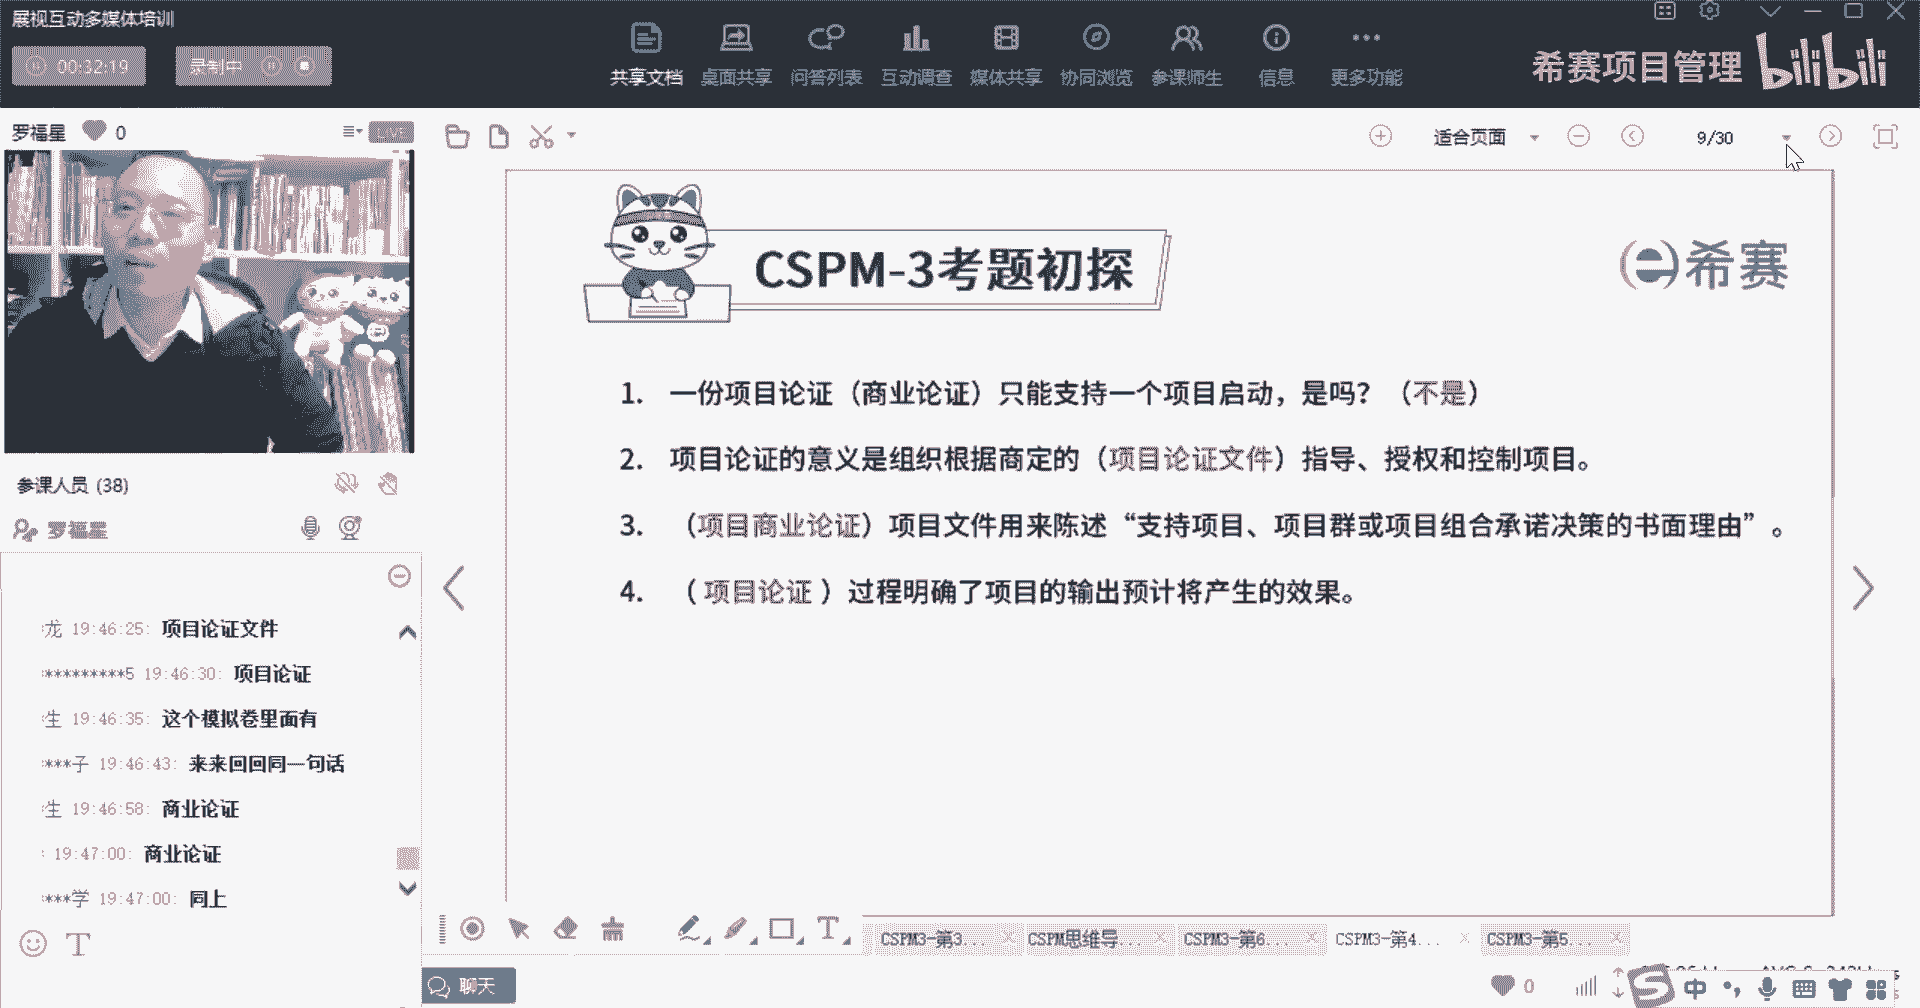 展视互动多媒体培训
00:32:19
录制中
共享文档 桌面共享 问答列表 互动调查 媒体共享 协同浏览 参课师生 信息 更多功能
希赛项目管理 bilibili
罗福星 0 LIVE
适合页面 9/30
CSPM-3考题初探
希赛
1. 一份项目论证（商业论证）只能支持一个项目启动，是吗？（不是）
2. 项目论证的意义是组织根据商定的（项目论证文件）指导、授权和控制项目。
3. （项目商业论证）项目文件用来陈述“支持项目、项目群或项目组合承诺决策的书面理由”。
4. （ 项目论证 ）过程明确了项目的输出预计将产生的效果。
参课人员 (38)
罗福星
龙 19:46:25: 项目论证文件
*********5 19:46:30: 项目论证
生 19:46:35: 这个模拟卷里面有
***子 19:46:43: 来来回回同一句话
生 19:46:58: 商业论证
: 19:47:00: 商业论证
***学 19:47:00: 同上
T
CSPM3-第3... CSPM思维导... CSPM3-第6... CSPM3-第4... CSPM3-第5...
聊天
0
中